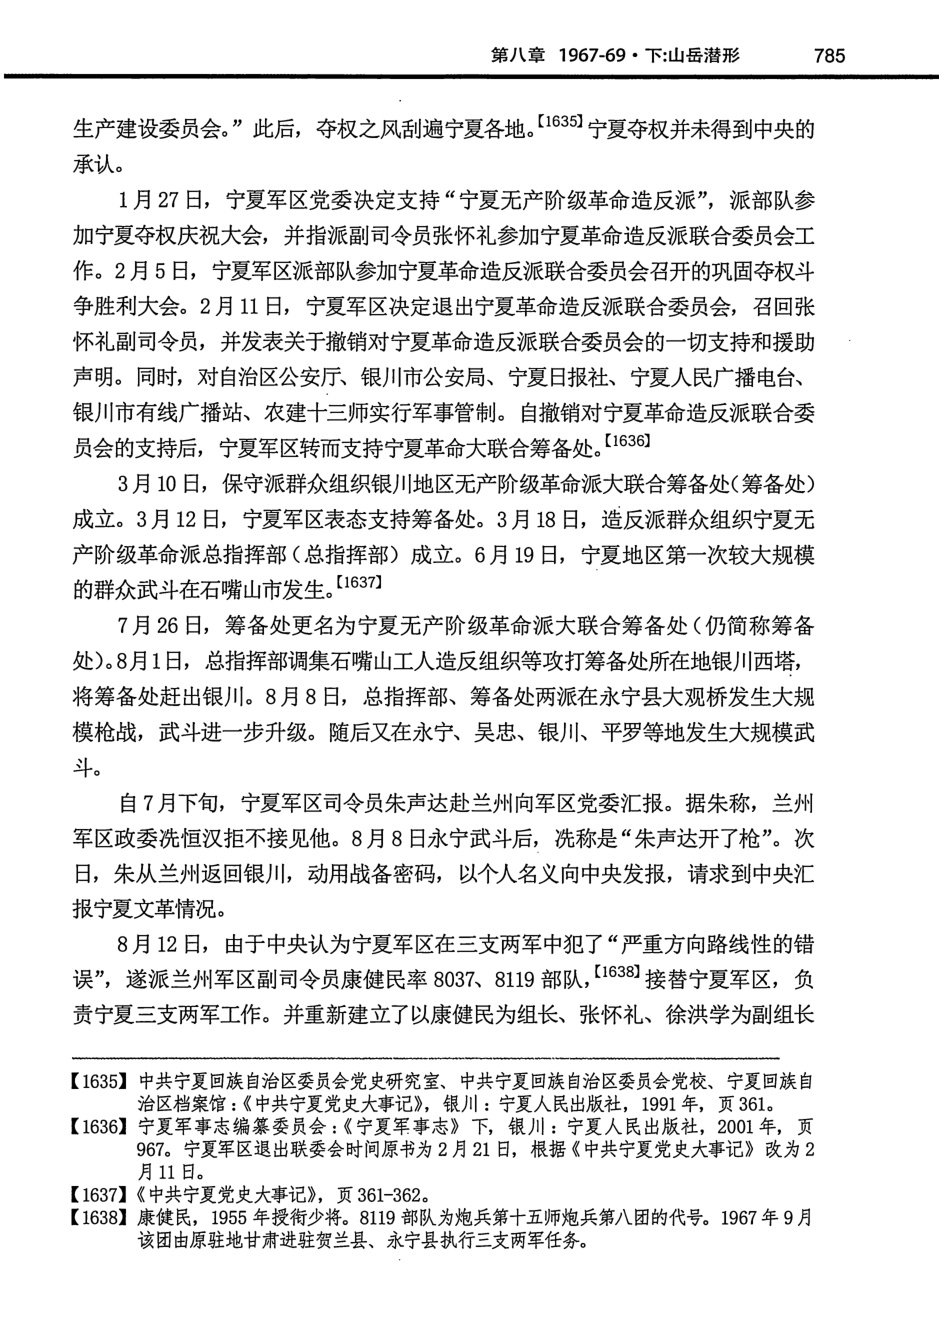 第八章 1967-69·下:山岳潜形 785
生产建设委员会。”此后，夺权之风刮遍宁夏各地。【1635】宁夏夺权并未得到中央的
承认。
1月27日，宁夏军区党委决定支持“宁夏无产阶级革命造反派”，派部队参
加宁夏夺权庆祝大会，并指派副司令员张怀礼参加宁夏革命造反派联合委员会工
作。2月5日，宁夏军区派部队参加宁夏革命造反派联合委员会召开的巩固夺权斗
争胜利大会。2月11日，宁夏军区决定退出宁夏革命造反派联合委员会，召回张
怀礼副司令员，并发表关于撤销对宁夏革命造反派联合委员会的一切支持和援助
声明。同时，对自治区公安厅、银川市公安局、宁夏日报社、宁夏人民广播电台、
银川市有线广播站、农建十三师实行军事管制。自撤销对宁夏革命造反派联合委
员会的支持后，宁夏军区转而支持宁夏革命大联合筹备处。【1636】
3月10日，保守派群众组织银川地区无产阶级革命派大联合筹备处（筹备处）
成立。3月12日，宁夏军区表态支持筹备处。3月18日，造反派群众组织宁夏无
产阶级革命派总指挥部（总指挥部）成立。6月19日，宁夏地区第一次较大规模
的群众武斗在石嘴山市发生。【1637】
7月26日，筹备处更名为宁夏无产阶级革命派大联合筹备处（仍简称筹备
处）。8月1日，总指挥部调集石嘴山工人造反组织等攻打筹备处所在地银川西塔，
将筹备处赶出银川。8月8日，总指挥部、筹备处两派在永宁县大观桥发生大规
模枪战，武斗进一步升级。随后又在永宁、吴忠、银川、平罗等地发生大规模武
斗。
自7月下旬，宁夏军区司令员朱声达赴兰州向军区党委汇报。据朱称，兰州
军区政委冼恒汉拒不接见他。8月8日永宁武斗后，冼称是“朱声达开了枪”。次
日，朱从兰州返回银川，动用战备密码，以个人名义向中央发报，请求到中央汇
报宁夏文革情况。
8月12日，由于中央认为宁夏军区在三支两军中犯了“严重方向路线性的错
误”，遂派兰州军区副司令员康健民率8037、8119部队，【1638】接替宁夏军区，负
责宁夏三支两军工作。并重新建立了以康健民为组长、张怀礼、徐洪学为副组长
【1635】中共宁夏回族自治区委员会党史研究室、中共宁夏回族自治区委员会党校、宁夏回族自
治区档案馆：《中共宁夏党史大事记》，银川：宁夏人民出版社，1991年，页361。
【1636】宁夏军事志编纂委员会：《宁夏军事志》下，银川：宁夏人民出版社，2001年，页
967。宁夏军区退出联委会时间原书为2月21日，根据《中共宁夏党史大事记》改为2
月11日。
【1637】《中共宁夏党史大事记》，页361-362。
【1638】康健民，1955年授衔少将。8119部队为炮兵第十五师炮兵第八团的代号。1967年9月
该团由原驻地甘肃进驻贺兰县、永宁县执行三支两军任务。